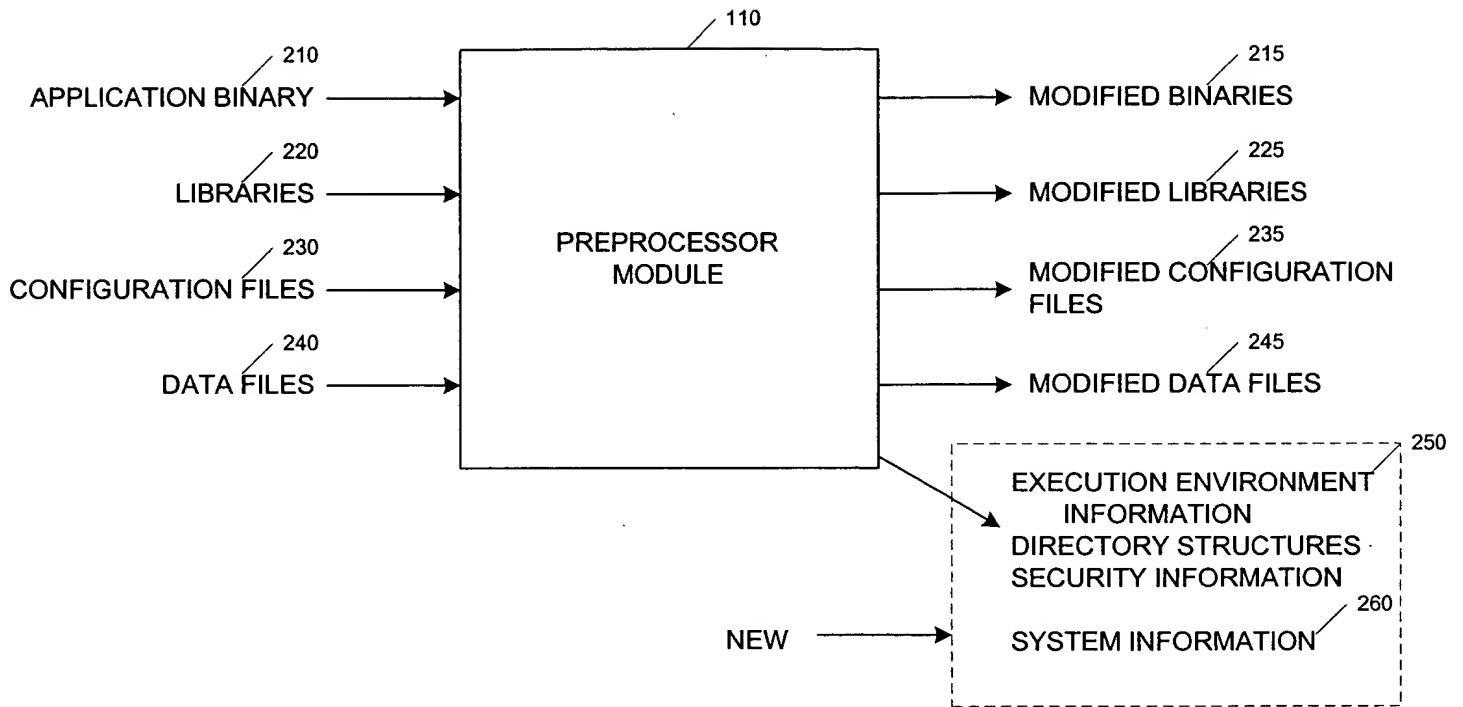 110
210
APPLICATION BINARY
215
MODIFIED BINARIES
220
LIBRARIES
225
MODIFIED LIBRARIES
PREPROCESSOR
MODULE
230
CONFIGURATION FILES
235
MODIFIED CONFIGURATION
FILES
240
DATA FILES
245
MODIFIED DATA FILES
250
EXECUTION ENVIRONMENT
INFORMATION
DIRECTORY STRUCTURES
SECURITY INFORMATION
260
NEW
SYSTEM INFORMATION